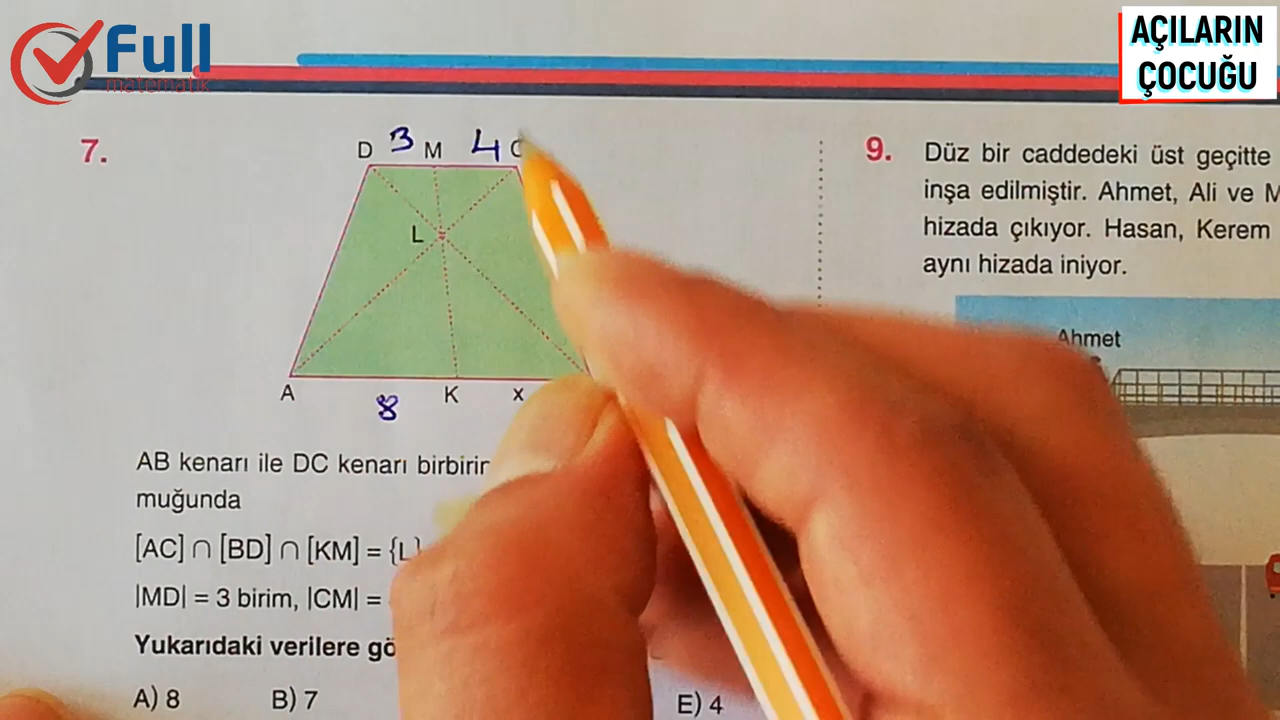 Full
matematik
AÇILARIN
ÇOCUĞU
7.
D 3 M 4 C
L
A 8 K x
AB kenarı ile DC kenarı
muğunda
[AC] ∩ [BD] ∩ [KM] = {L}
|MD| = 3 birim, |CM| =
Yukarıdaki verilere
A) 8 B) 7 E) 4
9.
Düz bir caddedeki üst geçitte
inşa edilmiştir. Ahmet, Ali ve
hizada çıkıyor. Hasan, Kerem
aynı hizada iniyor.
Ahmet